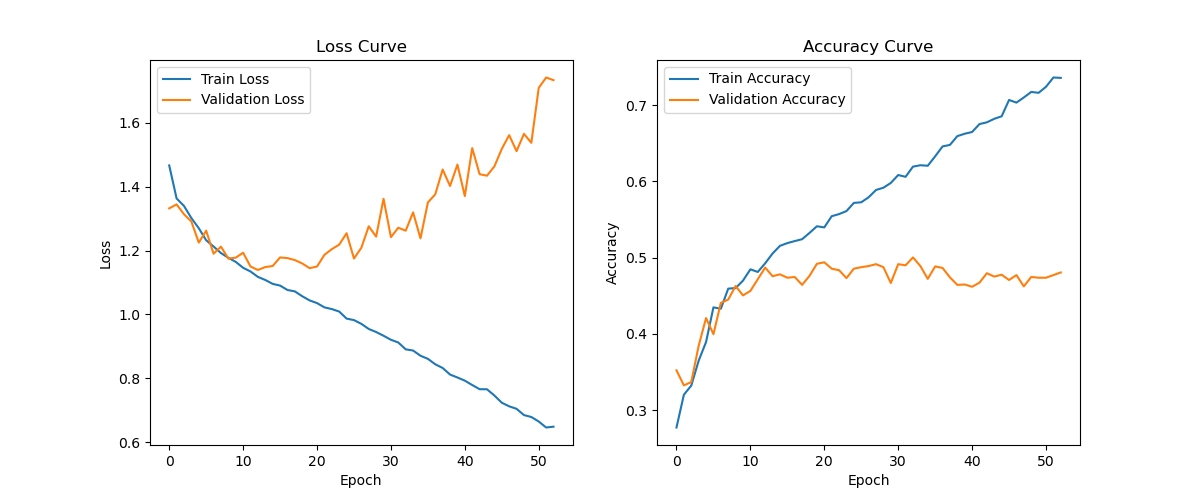 Loss Curve
Train Loss
Validation Loss
1.6
1.4
1.2
1.0
0.8
0.6
Loss
0
10
20
30
40
50
Epoch
Accuracy Curve
Train Accuracy
Validation Accuracy
0.7
0.6
0.5
0.4
0.3
Accuracy
0
10
20
30
40
50
Epoch